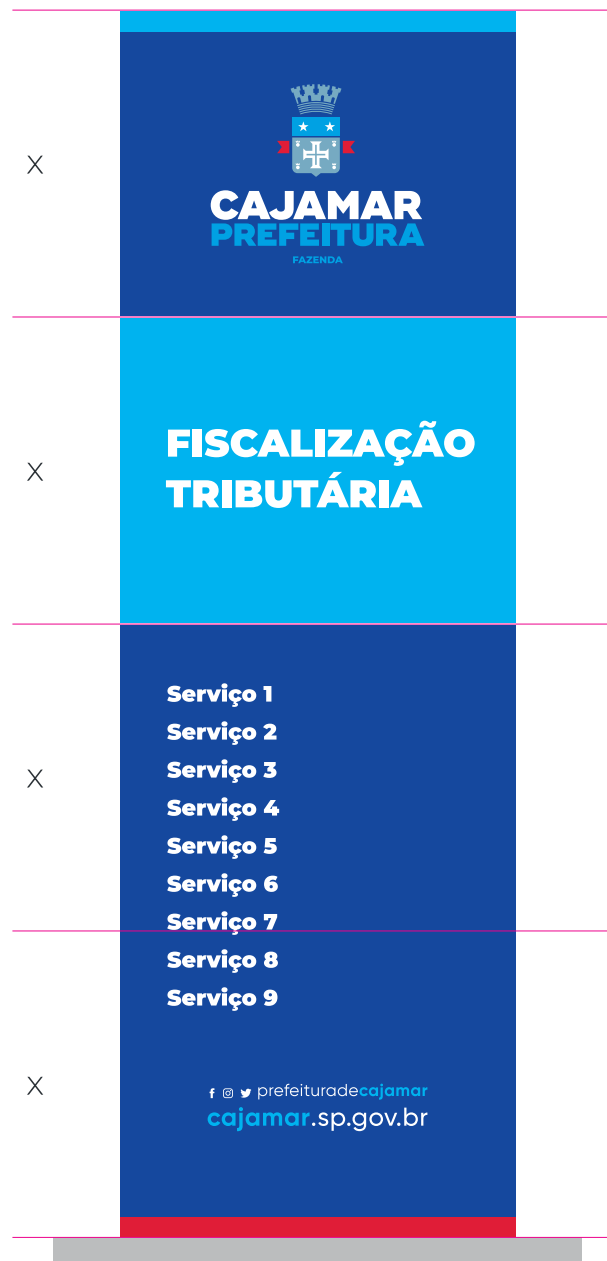 X
CAJAMAR
PREFEITURA
FAZENDA
X
FISCALIZAÇÃO
TRIBUTÁRIA
X
Serviço 1
Serviço 2
Serviço 3
Serviço 4
Serviço 5
Serviço 6
Serviço 7
Serviço 8
Serviço 9
X
prefeituradecajamar
cajamar.sp.gov.br